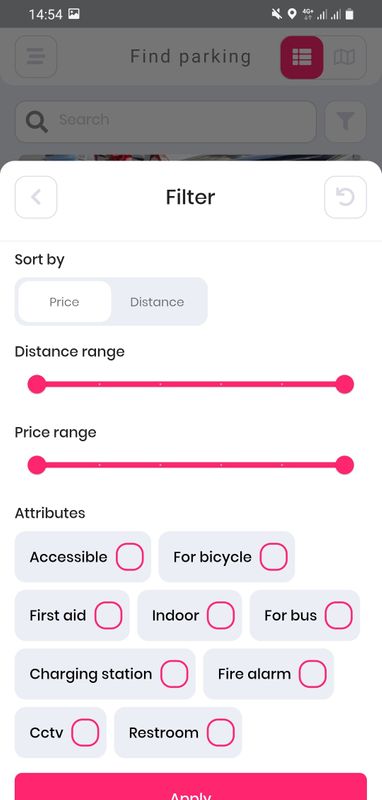 14:54
4G+
Find parking
Search
Filter
Sort by
Price Distance
Distance range
Price range
Attributes
Accessible For bicycle
First aid Indoor For bus
Charging station Fire alarm
Cctv Restroom
Apply